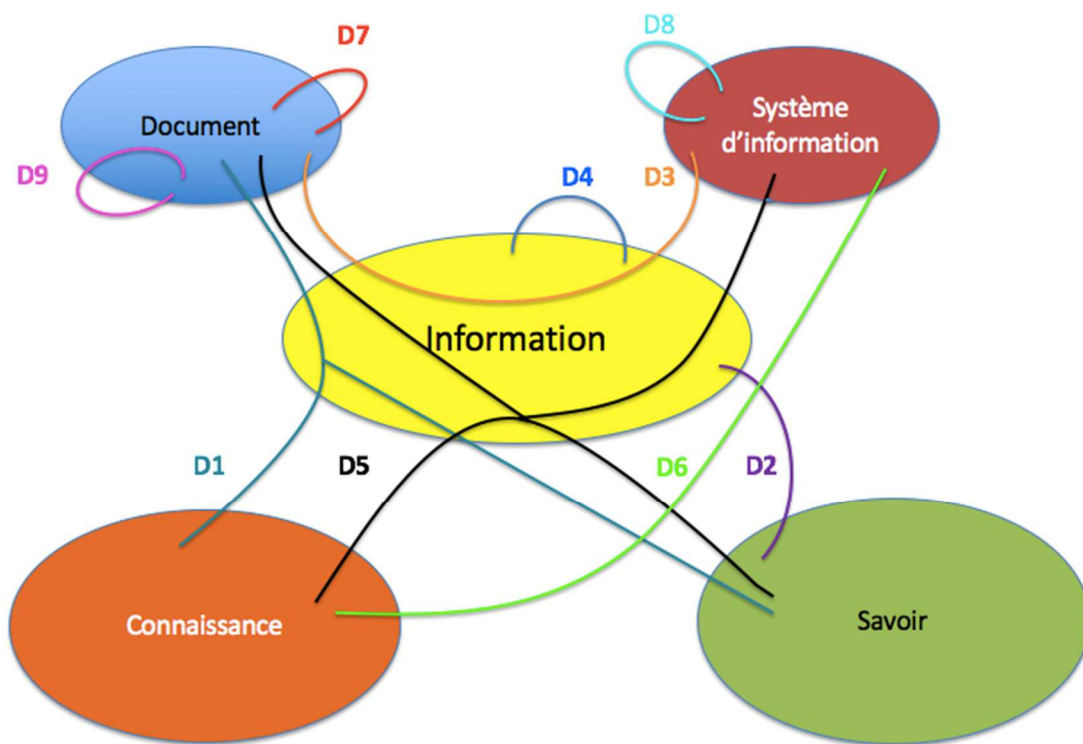 D7
D8
Document
Système
d'information
D9
D4
D3
Information
D1
D5
D6
D2
Connaissance
Savoir